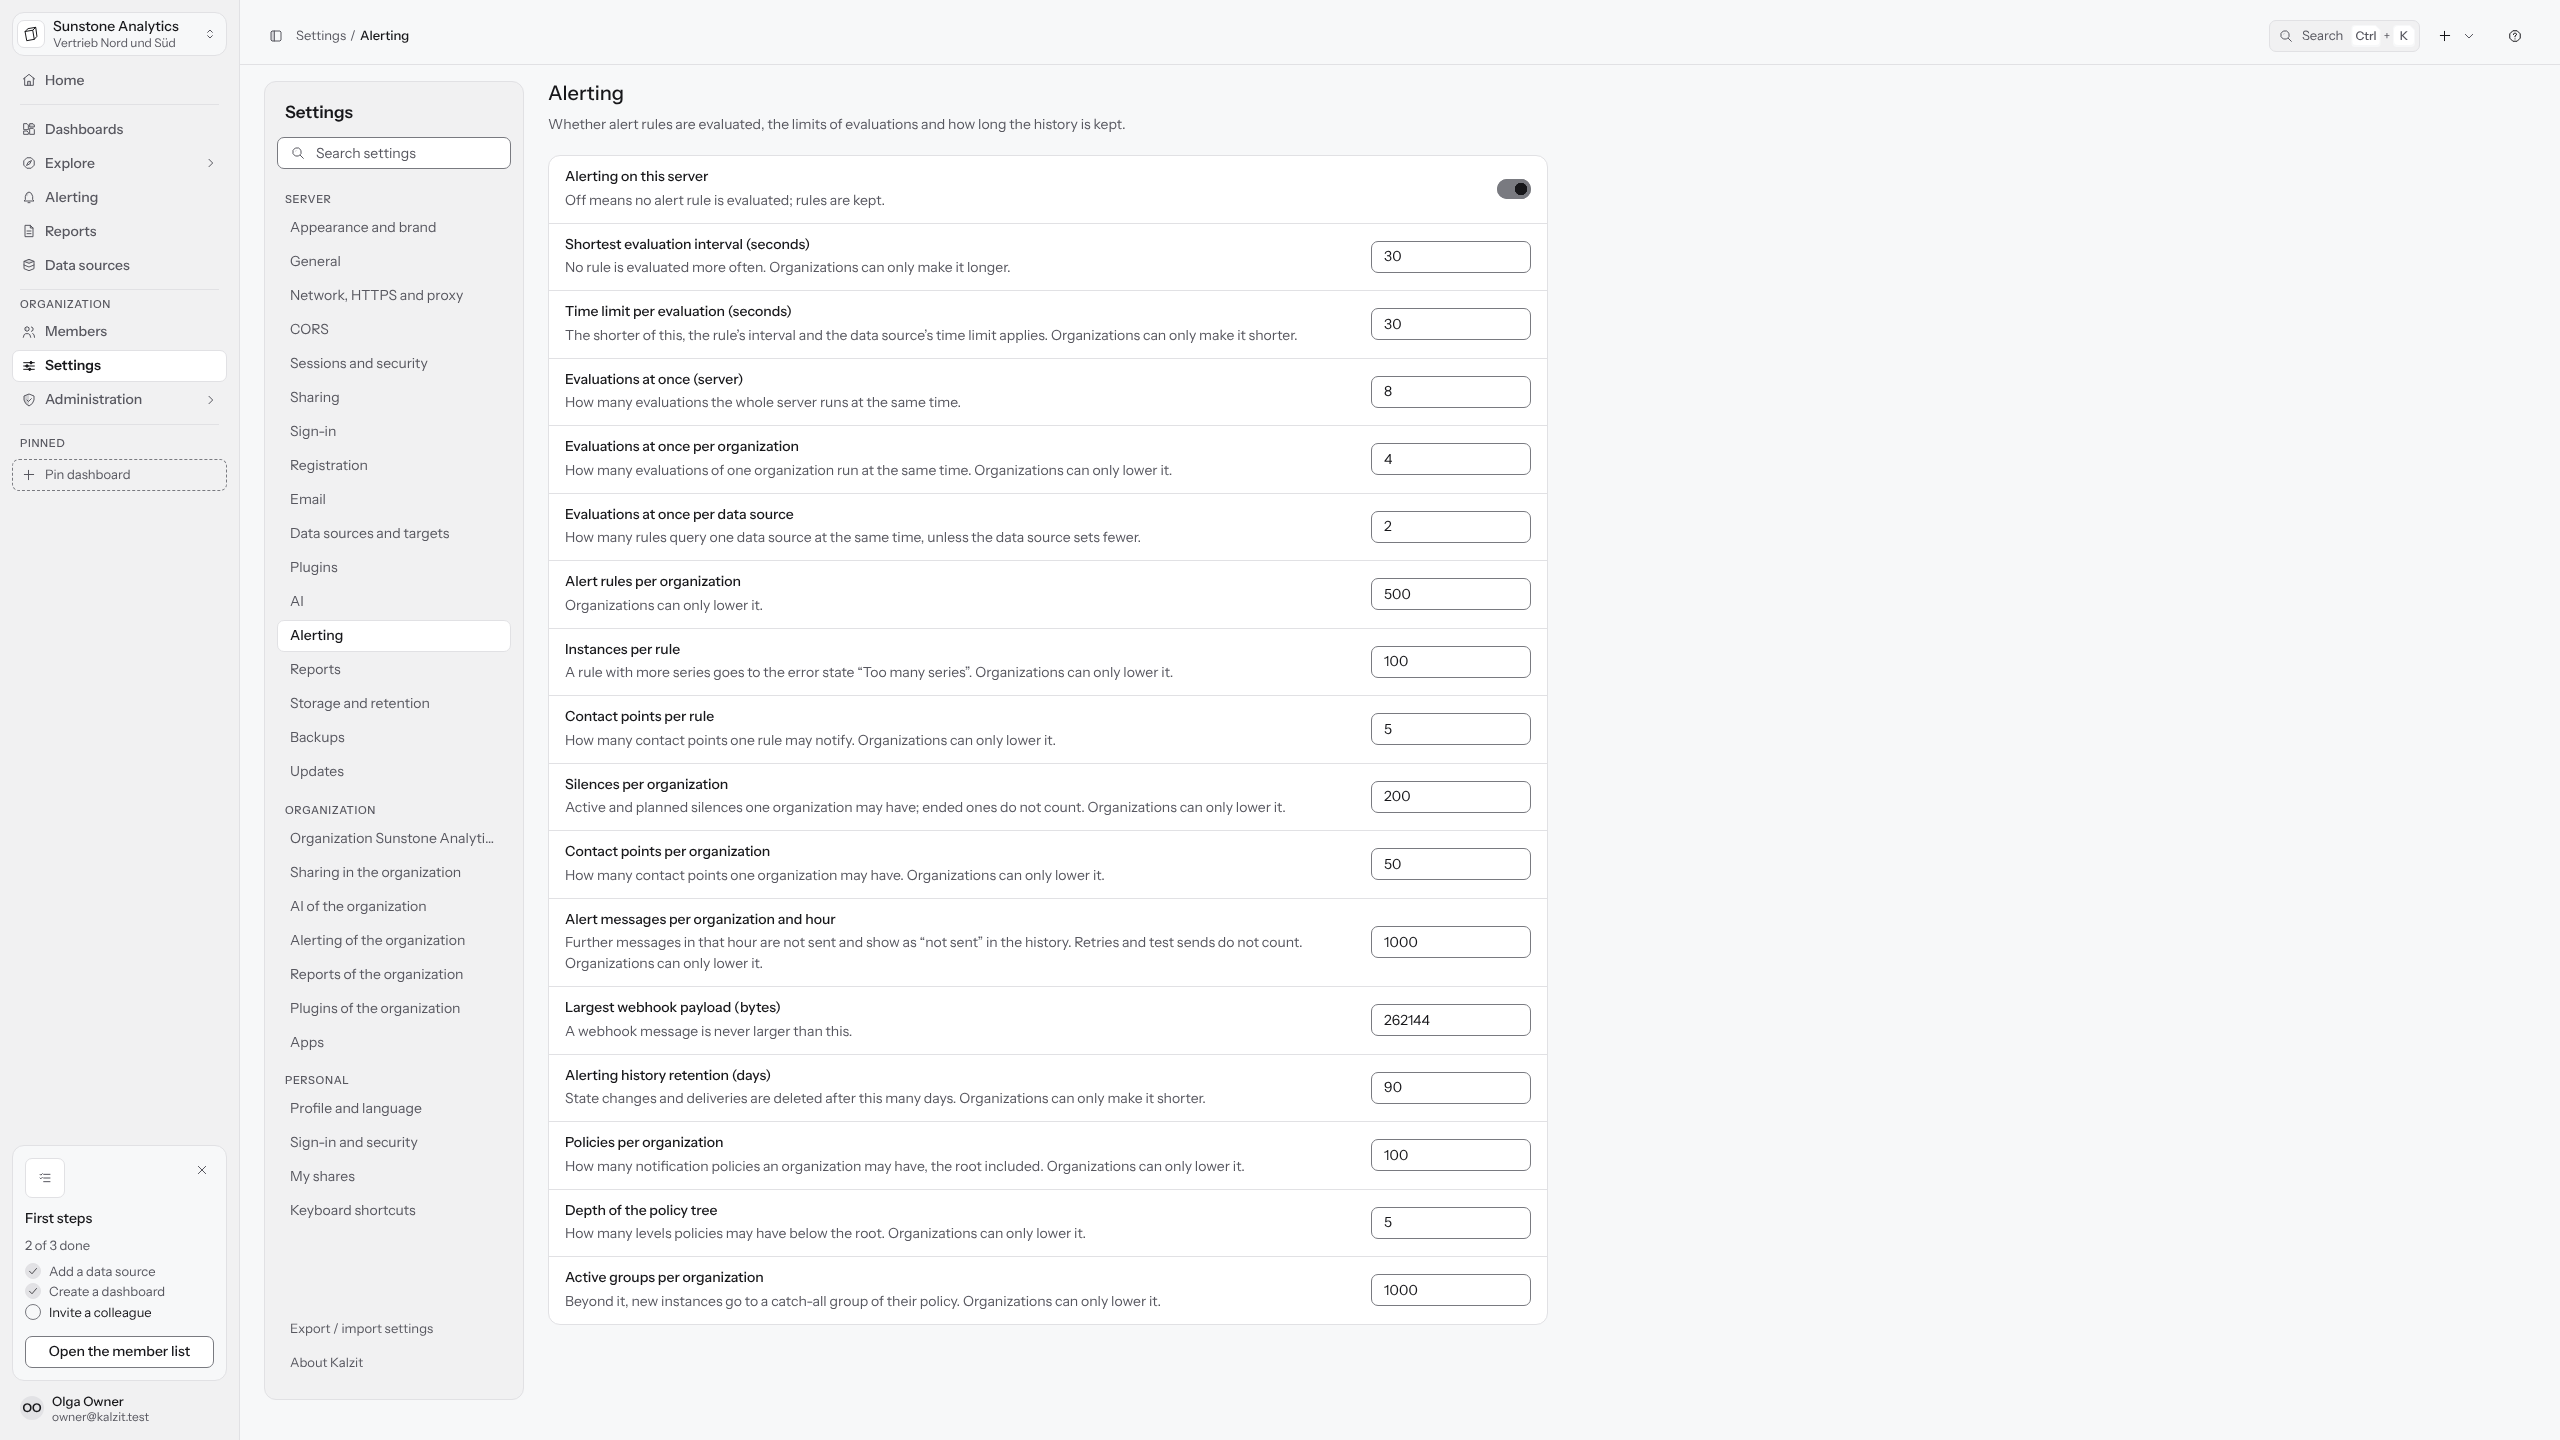 Sunstone Analytics
Vertrieb Nord und Süd
Home
Dashboards
Explore
Alerting
Reports
Data sources
ORGANIZATION
Members
Settings
Administration
PINNED
Pin dashboard
First steps
2 of 3 done
Add a data source
Create a dashboard
Invite a colleague
Open the member list
OO
Olga Owner
owner@kalzit.test
Settings / Alerting
Search Ctrl + K
Settings
Search settings
SERVER
Appearance and brand
General
Network, HTTPS and proxy
CORS
Sessions and security
Sharing
Sign-in
Registration
Email
Data sources and targets
Plugins
AI
Alerting
Reports
Storage and retention
Backups
Updates
ORGANIZATION
Organization Sunstone Analyti...
Sharing in the organization
AI of the organization
Alerting of the organization
Reports of the organization
Plugins of the organization
Apps
PERSONAL
Profile and language
Sign-in and security
My shares
Keyboard shortcuts
Export / import settings
About Kalzit
Alerting
Whether alert rules are evaluated, the limits of evaluations and how long the history is kept.
Alerting on this server
Off means no alert rule is evaluated; rules are kept.
Shortest evaluation interval (seconds)
No rule is evaluated more often. Organizations can only make it longer.
30
Time limit per evaluation (seconds)
The shorter of this, the rule’s interval and the data source’s time limit applies. Organizations can only make it shorter.
30
Evaluations at once (server)
How many evaluations the whole server runs at the same time.
8
Evaluations at once per organization
How many evaluations of one organization run at the same time. Organizations can only lower it.
4
Evaluations at once per data source
How many rules query one data source at the same time, unless the data source sets fewer.
2
Alert rules per organization
Organizations can only lower it.
500
Instances per rule
A rule with more series goes to the error state “Too many series”. Organizations can only lower it.
100
Contact points per rule
How many contact points one rule may notify. Organizations can only lower it.
5
Silences per organization
Active and planned silences one organization may have; ended ones do not count. Organizations can only lower it.
200
Contact points per organization
How many contact points one organization may have. Organizations can only lower it.
50
Alert messages per organization and hour
Further messages in that hour are not sent and show as “not sent” in the history. Retries and test sends do not count.
Organizations can only lower it.
1000
Largest webhook payload (bytes)
A webhook message is never larger than this.
262144
Alerting history retention (days)
State changes and deliveries are deleted after this many days. Organizations can only make it shorter.
90
Policies per organization
How many notification policies an organization may have, the root included. Organizations can only lower it.
100
Depth of the policy tree
How many levels policies may have below the root. Organizations can only lower it.
5
Active groups per organization
Beyond it, new instances go to a catch-all group of their policy. Organizations can only lower it.
1000